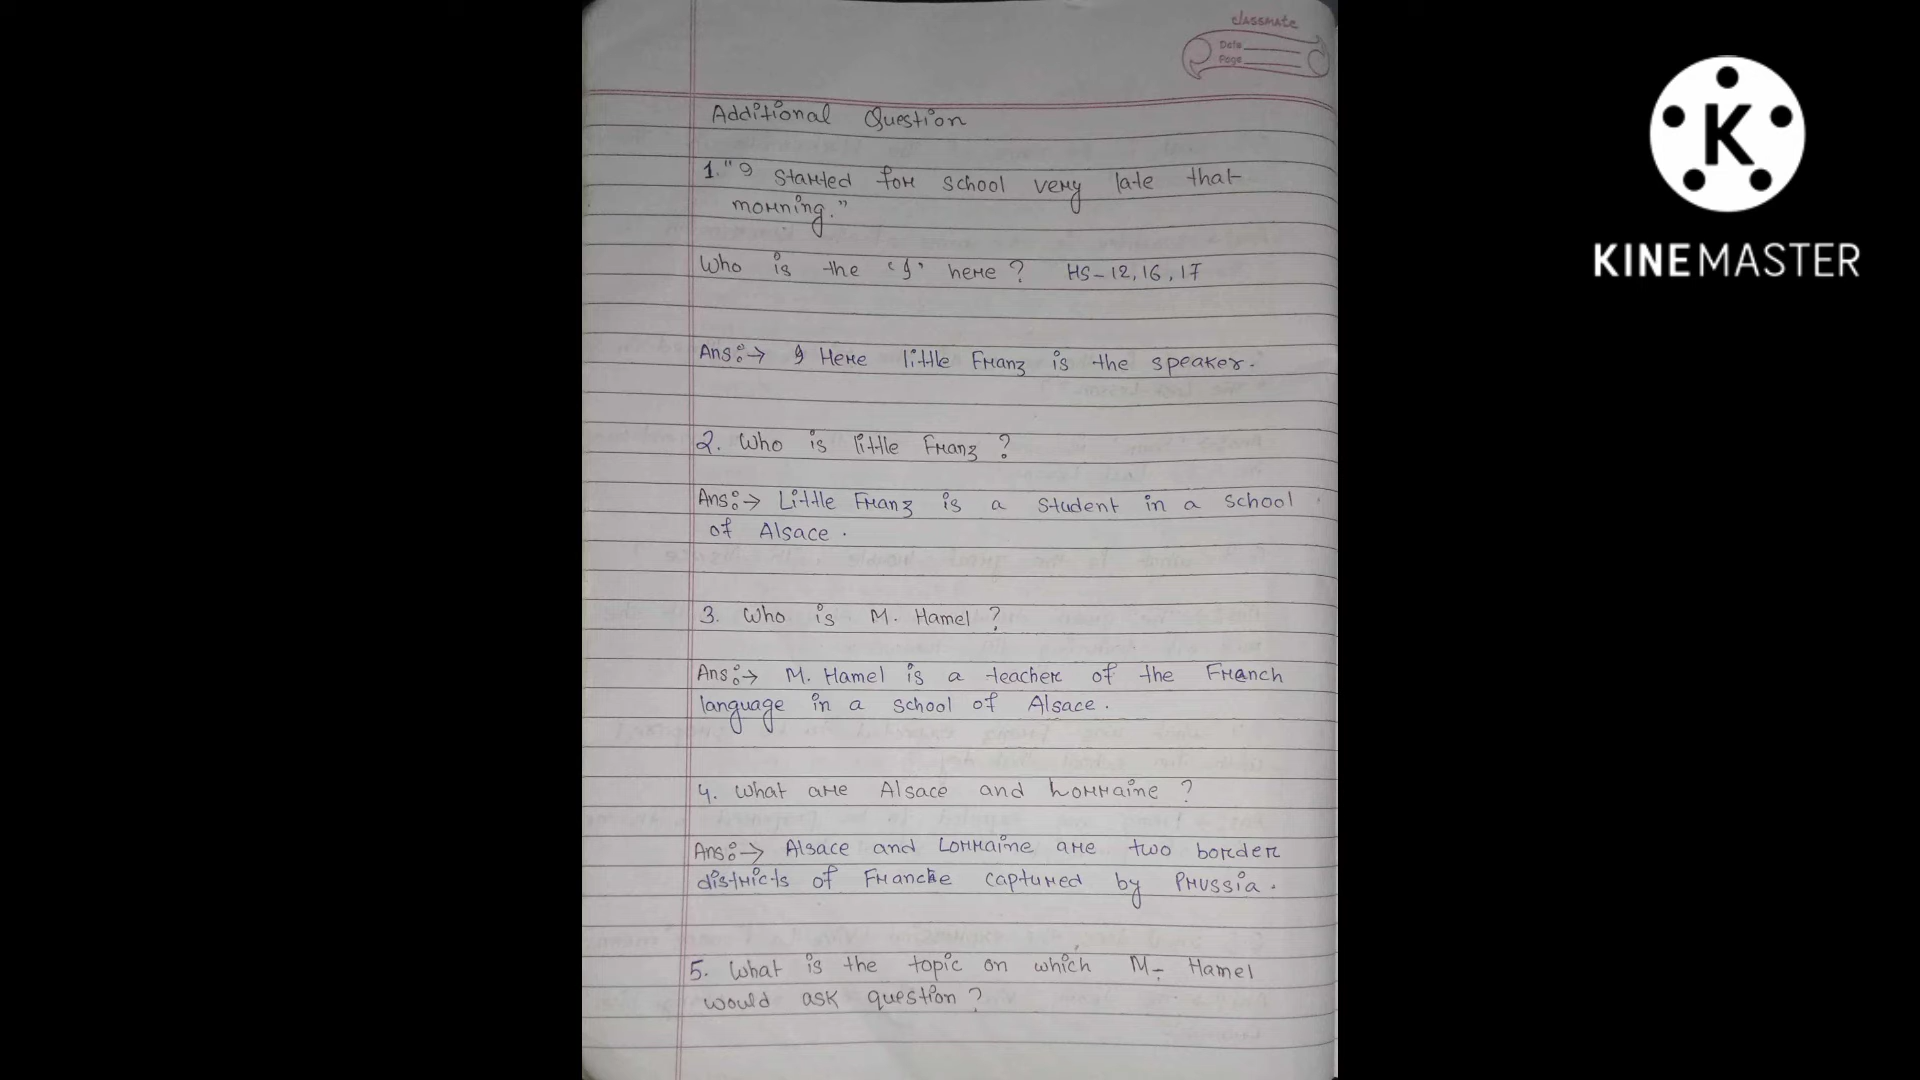 classmate
Date
Page
Additional Question
1. "I started for school very late that
morning."
Who is the 'I' here ? HS-12, 16, 17
Ans:→ I Here little Franz is the speaker.
2. Who is little Franz ?
Ans:→ Little Franz is a student in a school
of Alsace.
3. Who is M. Hamel ?
Ans:→ M. Hamel is a teacher of the Franch
language in a school of Alsace.
4. What are Alsace and Lorraine ?
Ans:→ Alsace and Lorraine are two border
districts of France captured by Prussia.
5. What is the topic on which M. Hamel
would ask question ?
K
KINEMASTER